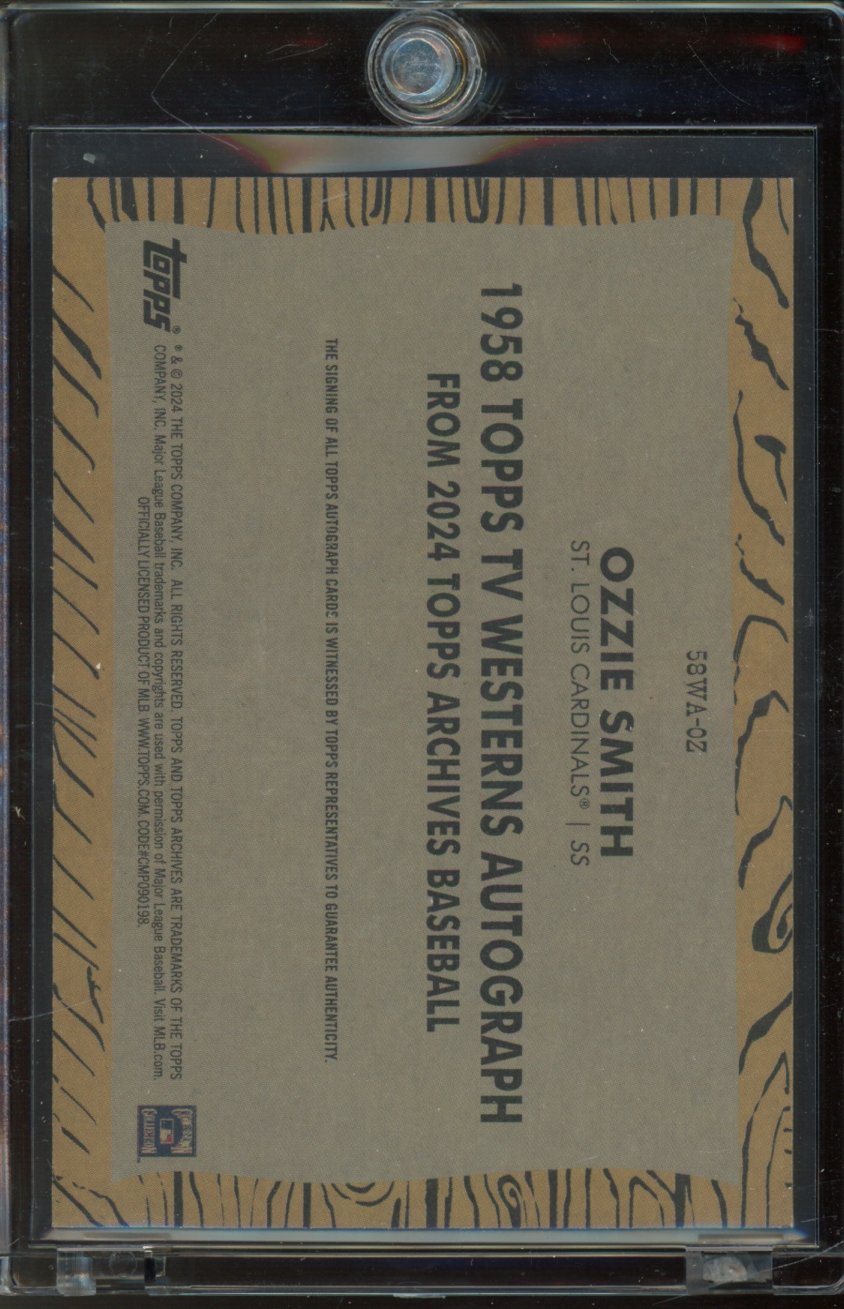 58WA-OZ
OZZIE SMITH
ST. LOUIS CARDINALS® | SS
1958 TOPPS TV WESTERNS AUTOGRAPH
FROM 2024 TOPPS ARCHIVES BASEBALL
THE SIGNING OF ALL TOPPS AUTOGRAPH CARDS IS WITNESSED BY TOPPS REPRESENTATIVES TO GUARANTEE AUTHENTICITY.
topps®
® & © 2024 THE TOPPS COMPANY, INC. ALL RIGHTS RESERVED. TOPPS AND TOPPS ARCHIVES ARE TRADEMARKS OF THE TOPPS
COMPANY, INC. Major League Baseball trademarks and copyrights are used with permission of Major League Baseball. Visit MLB.com.
OFFICIALLY LICENSED PRODUCT OF MLB WWW.TOPPS.COM. CODE#CMP090198.
COOPERSTOWN
COLLECTION